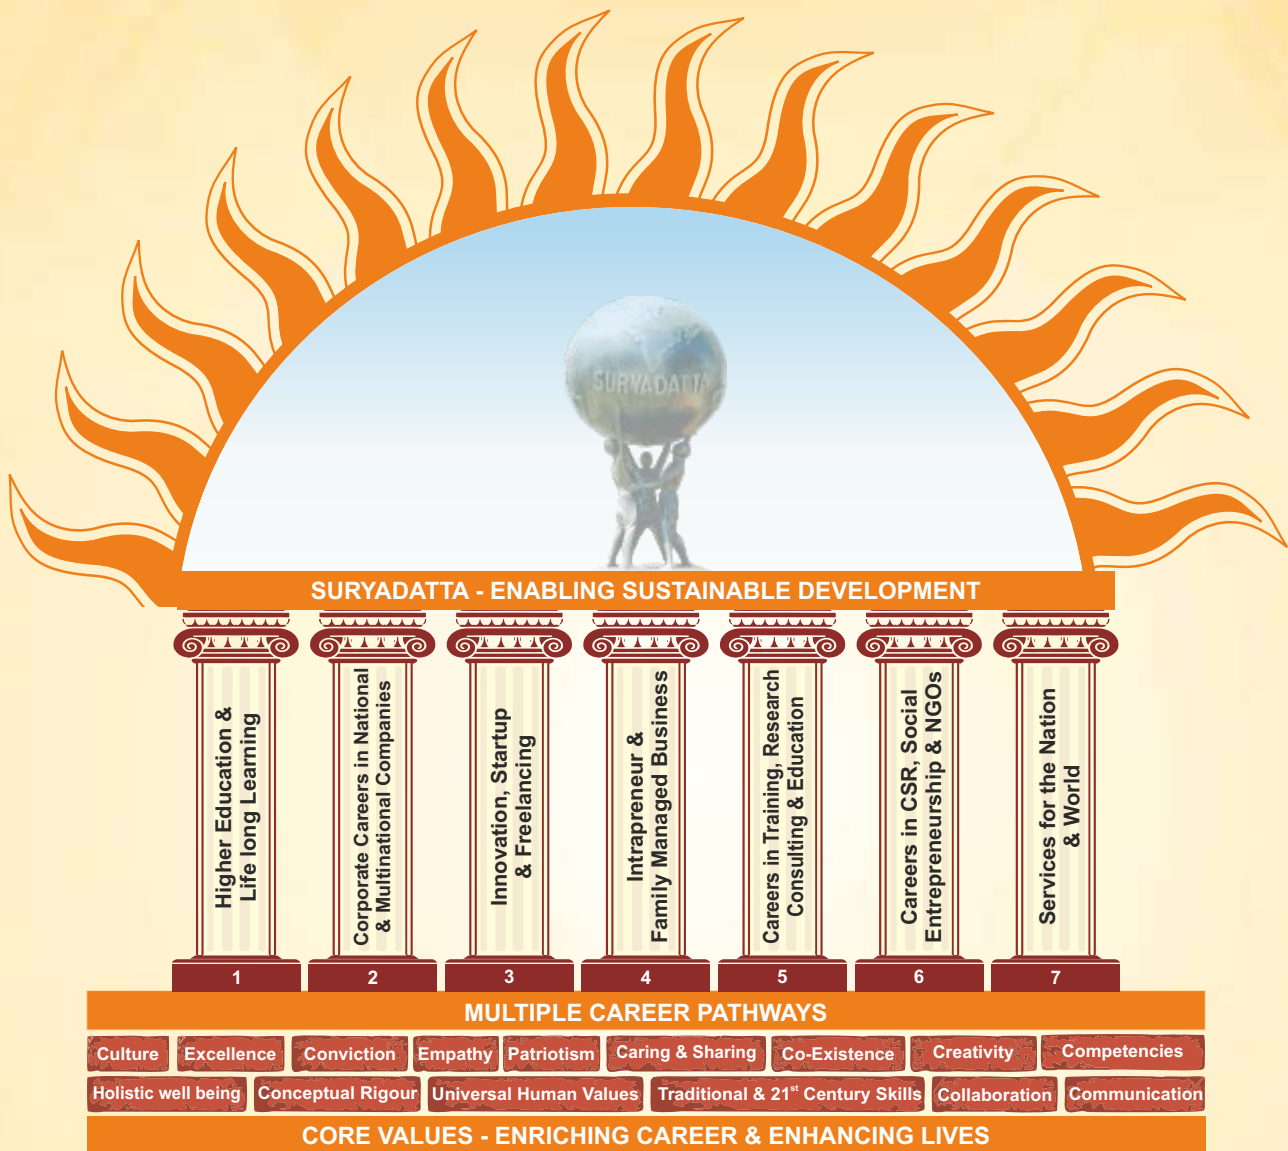 SURYADATTA
SURYADATTA - ENABLING SUSTAINABLE DEVELOPMENT
Higher Education &
Life long Learning
Corporate Careers in National
& Multinational Companies
Innovation, Startup
& Freelancing
Intrapreneur &
Family Managed Business
Careers in Training, Research
Consulting & Education
Careers in CSR, Social
Entrepreneurship & NGOs
Services for the Nation
& World
1 2 3 4 5 6 7
MULTIPLE CAREER PATHWAYS
Culture Excellence Conviction Empathy Patriotism Caring & Sharing Co-Existence Creativity Competencies
Holistic well being Conceptual Rigour Universal Human Values Traditional & 21st Century Skills Collaboration Communication
CORE VALUES - ENRICHING CAREER & ENHANCING LIVES